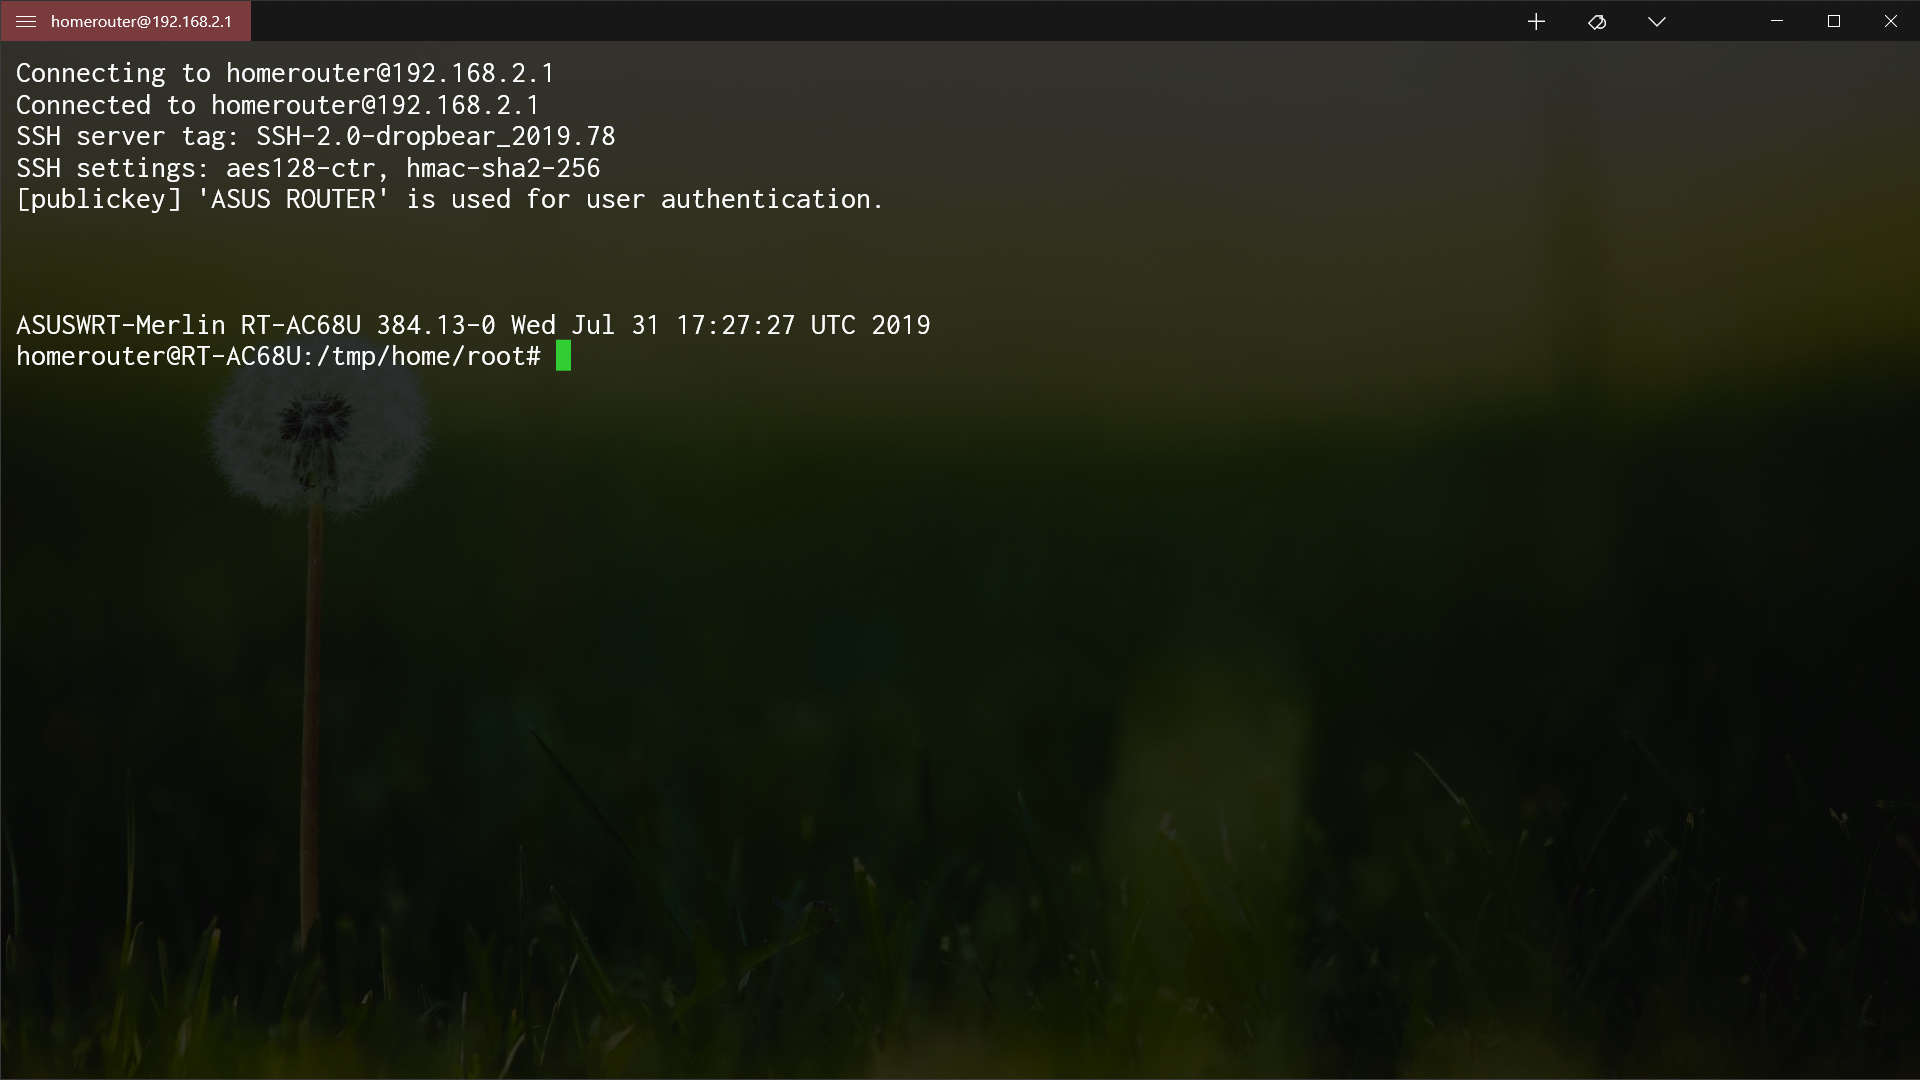 homerouter@192.168.2.1
Connecting to homerouter@192.168.2.1
Connected to homerouter@192.168.2.1
SSH server tag: SSH-2.0-dropbear_2019.78
SSH settings: aes128-ctr, hmac-sha2-256
[publickey] 'ASUS ROUTER' is used for user authentication.
ASUSWRT-Merlin RT-AC68U 384.13-0 Wed Jul 31 17:27:27 UTC 2019
homerouter@RT-AC68U:/tmp/home/root#